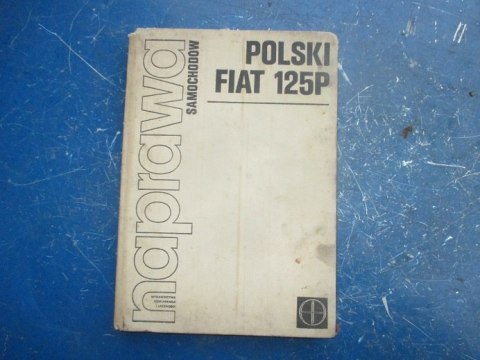 POLSKI
FIAT 125P
naprawa
SAMOCHODÓW